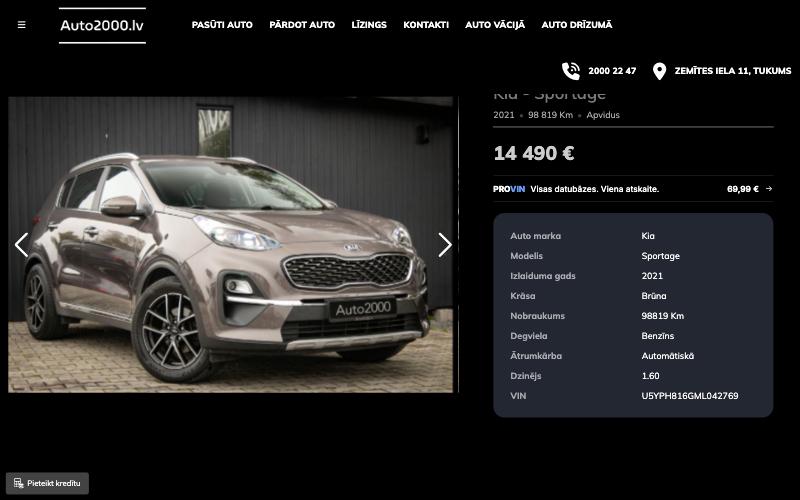 Auto2000.lv
PASŪTI AUTO
PĀRDOT AUTO
LĪZINGS
KONTAKTI
AUTO VĀCIJĀ
AUTO DRĪZUMĀ
2000 22 47
ZEMĪTES IELA 11, TUKUMS
Kia - Sportage
2021 • 98 819 Km • Apvidus
14 490 €
PROVIN Visas datubāzes. Viena atskaite. 69,99 € →
Auto marka Kia
Modelis Sportage
Izlaiduma gads 2021
Krāsa Brūna
Nobraukums 98819 Km
Degviela Benzīns
Ātrumkārba Automātiskā
Dzinējs 1.60
VIN U5YPH816GML042769
KIA
Auto2000
Pieteikt kredītu